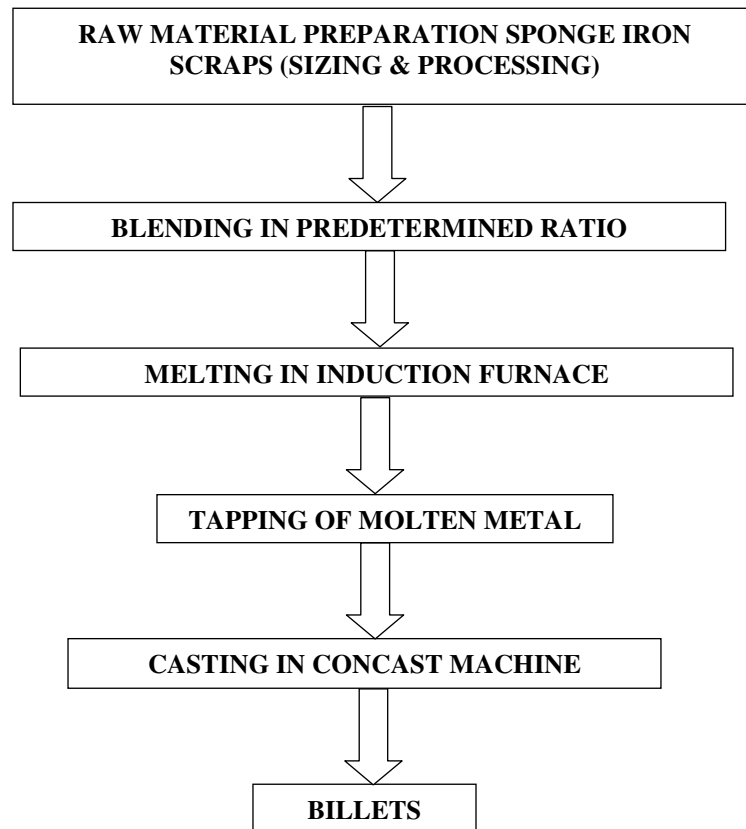 RAW MATERIAL PREPARATION SPONGE IRON
SCRAPS (SIZING & PROCESSING)
BLENDING IN PREDETERMINED RATIO
MELTING IN INDUCTION FURNACE
TAPPING OF MOLTEN METAL
CASTING IN CONCAST MACHINE
BILLETS